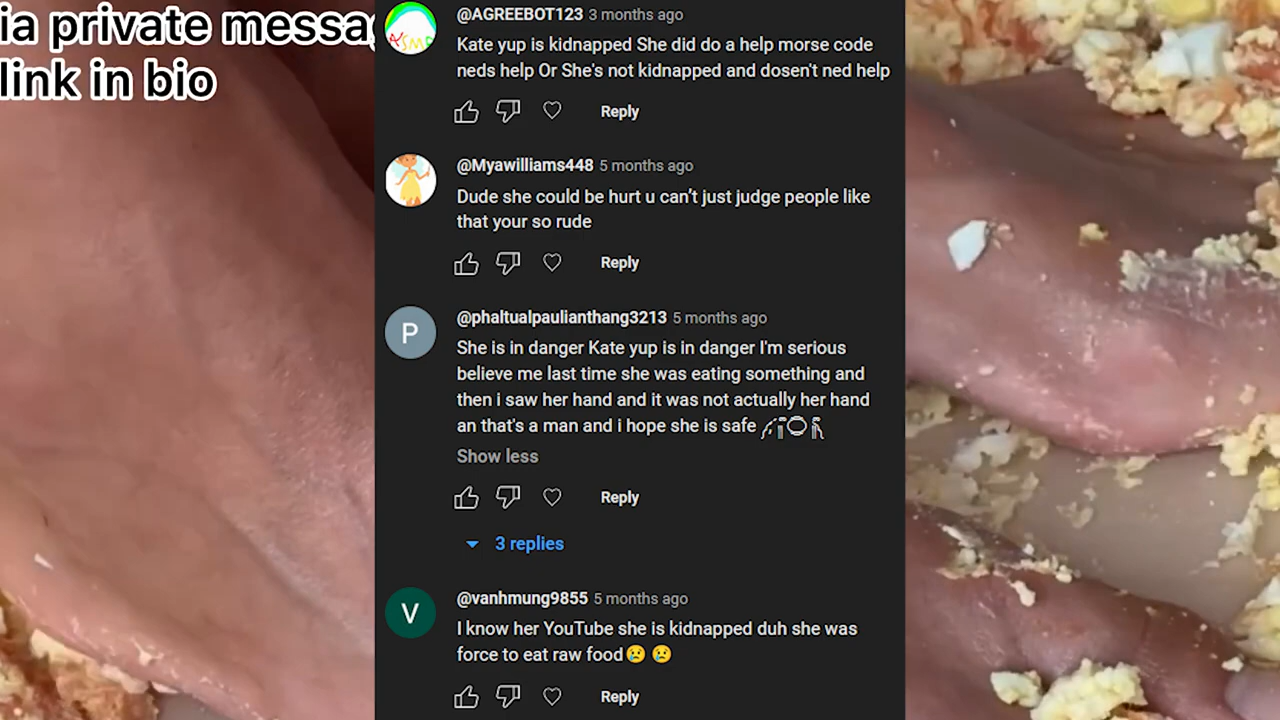 ia private messa
link in bio
@AGREEBOT123 3 months ago
Kate yup is kidnapped She did do a help morse code
neds help Or She's not kidnapped and dosen't ned help
Reply
@Myawilliams448 5 months ago
Dude she could be hurt u can’t just judge people like
that your so rude
Reply
P
@phaltualpaulianthang3213 5 months ago
She is in danger Kate yup is in danger I'm serious
believe me last time she was eating something and
then i saw her hand and it was not actually her hand
an that's a man and i hope she is safe
Show less
Reply
3 replies
V
@vanhmung9855 5 months ago
I know her YouTube she is kidnapped duh she was
force to eat raw food😢 😢
Reply